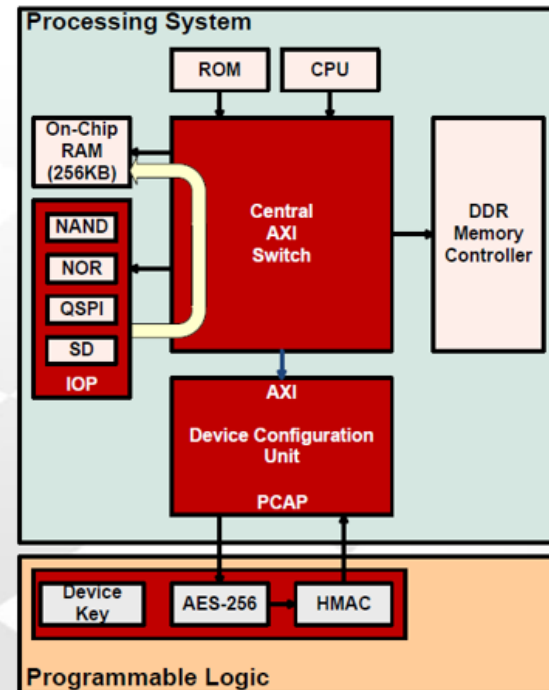 Processing System
ROM
CPU
On-Chip
RAM
(256KB)
NAND
NOR
QSPI
SD
IOP
Central
AXI
Switch
DDR
Memory
Controller
AXI
Device Configuration
Unit
PCAP
Device
Key
AES-256
HMAC
Programmable Logic